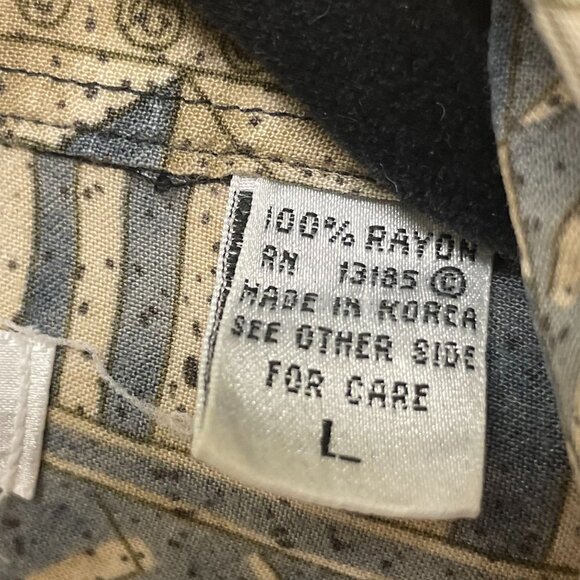 100% RAYON
RN 13185 ©
MADE IN KOREA
SEE OTHER SIDE
FOR CARE
L